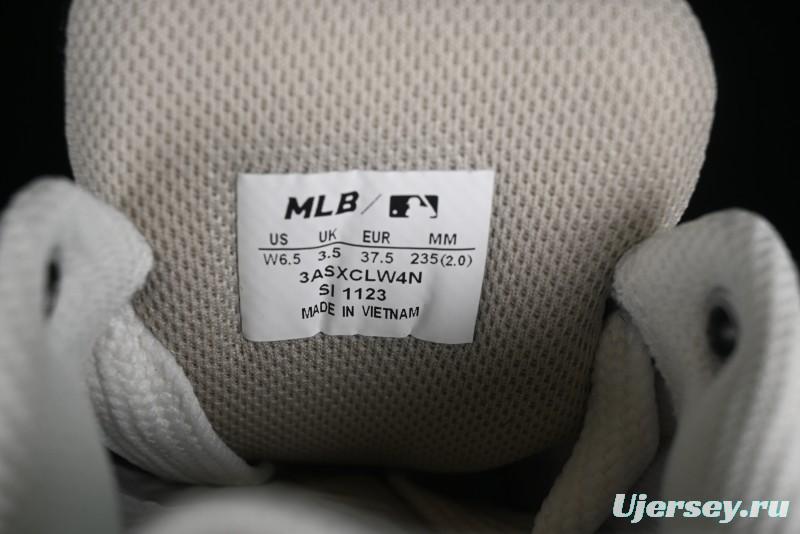 MLB /
US UK EUR MM
W6.5 3.5 37.5 235(2.0)
3ASXCLW4N
SI 1123
MADE IN VIETNAM
Ujersey.ru